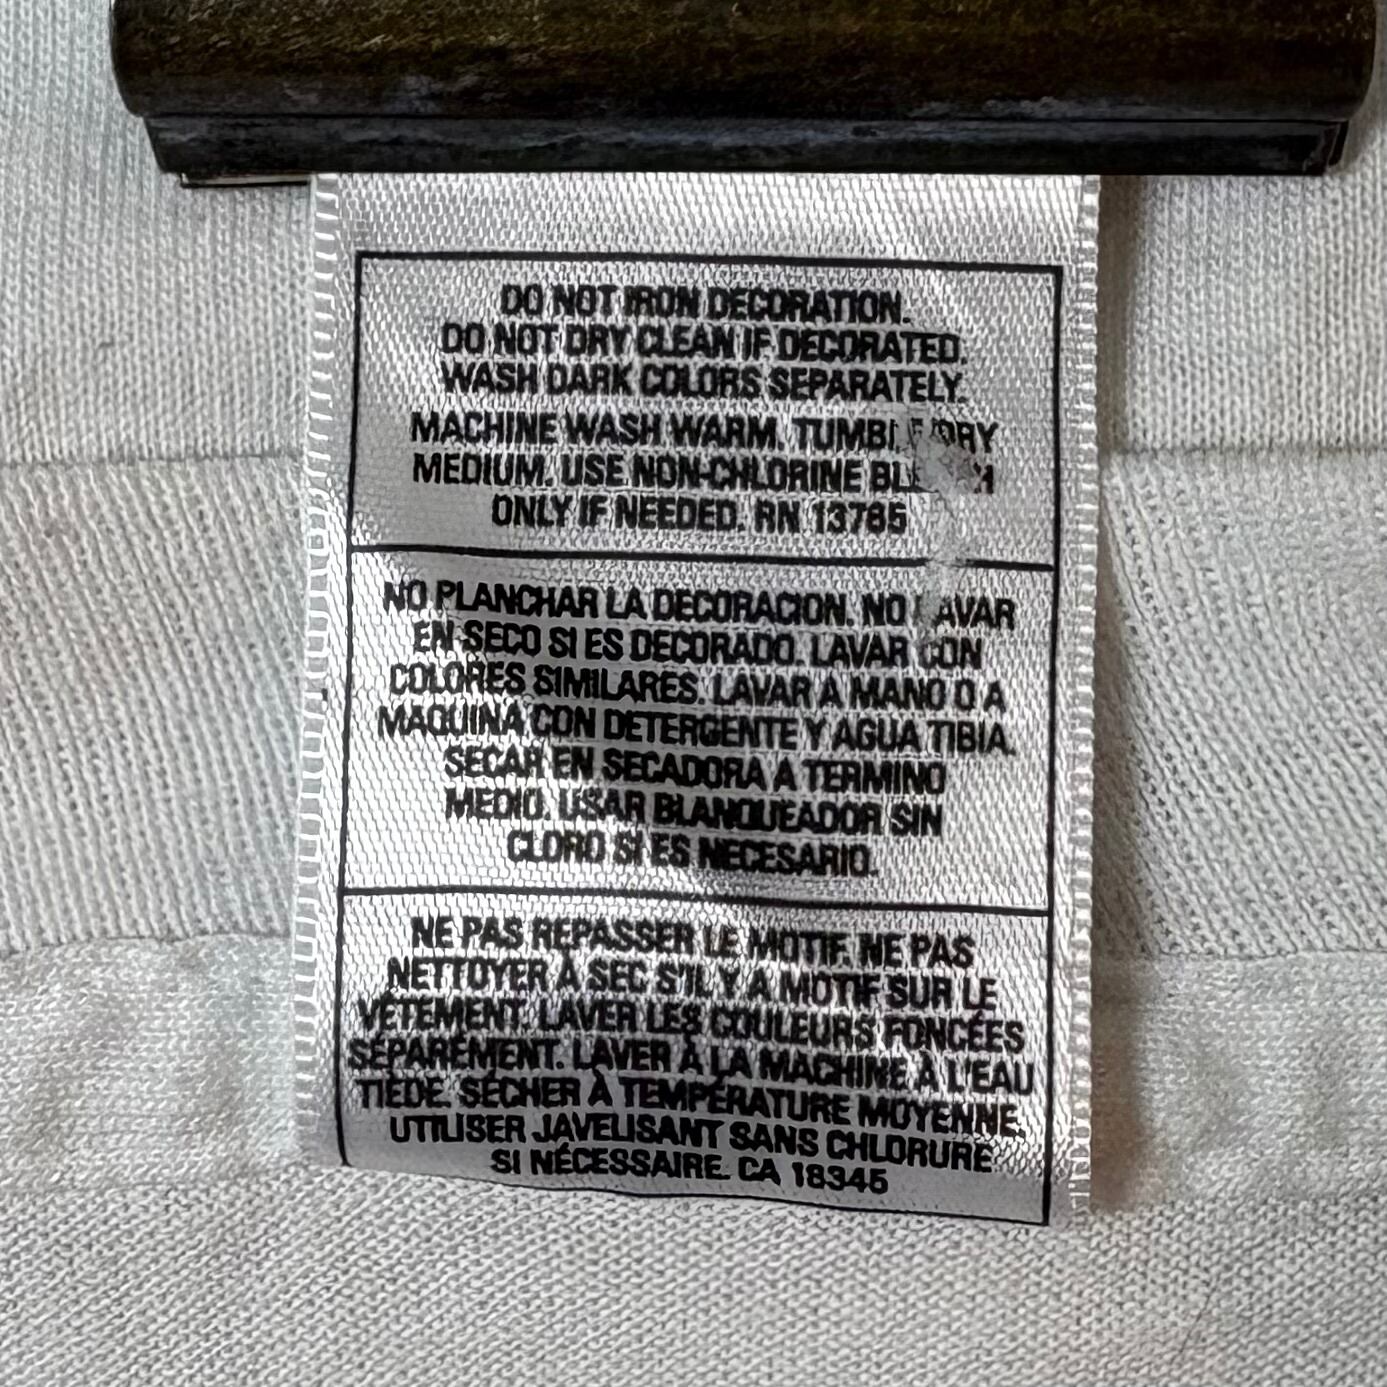 DO NOT IRON DECORATION.
DO NOT DRY CLEAN IF DECORATED.
WASH DARK COLORS SEPARATELY.
MACHINE WASH WARM. TUMBLE DRY
MEDIUM. USE NON-CHLORINE BLEACH
ONLY IF NEEDED. RN 13765
NO PLANCHAR LA DECORACION. NO LAVAR
EN SECO SI ES DECORADO. LAVAR CON
COLORES SIMILARES. LAVAR A MANO O A
MAQUINA CON DETERGENTE Y AGUA TIBIA.
SECAR EN SECADORA A TERMINO
MEDIO. USAR BLANQUEADOR SIN
CLORO SI ES NECESARIO.
NE PAS REPASSER LE MOTIF. NE PAS
NETTOYER À SEC S'IL Y A MOTIF SUR LE
VÊTEMENT. LAVER LES COULEURS FONCÉES
SÉPARÉMENT. LAVER À LA MACHINE À L'EAU
TIÈDE. SÉCHER À TEMPÉRATURE MOYENNE.
UTILISER JAVELISANT SANS CHLORURE
SI NÉCESSAIRE. CA 18345